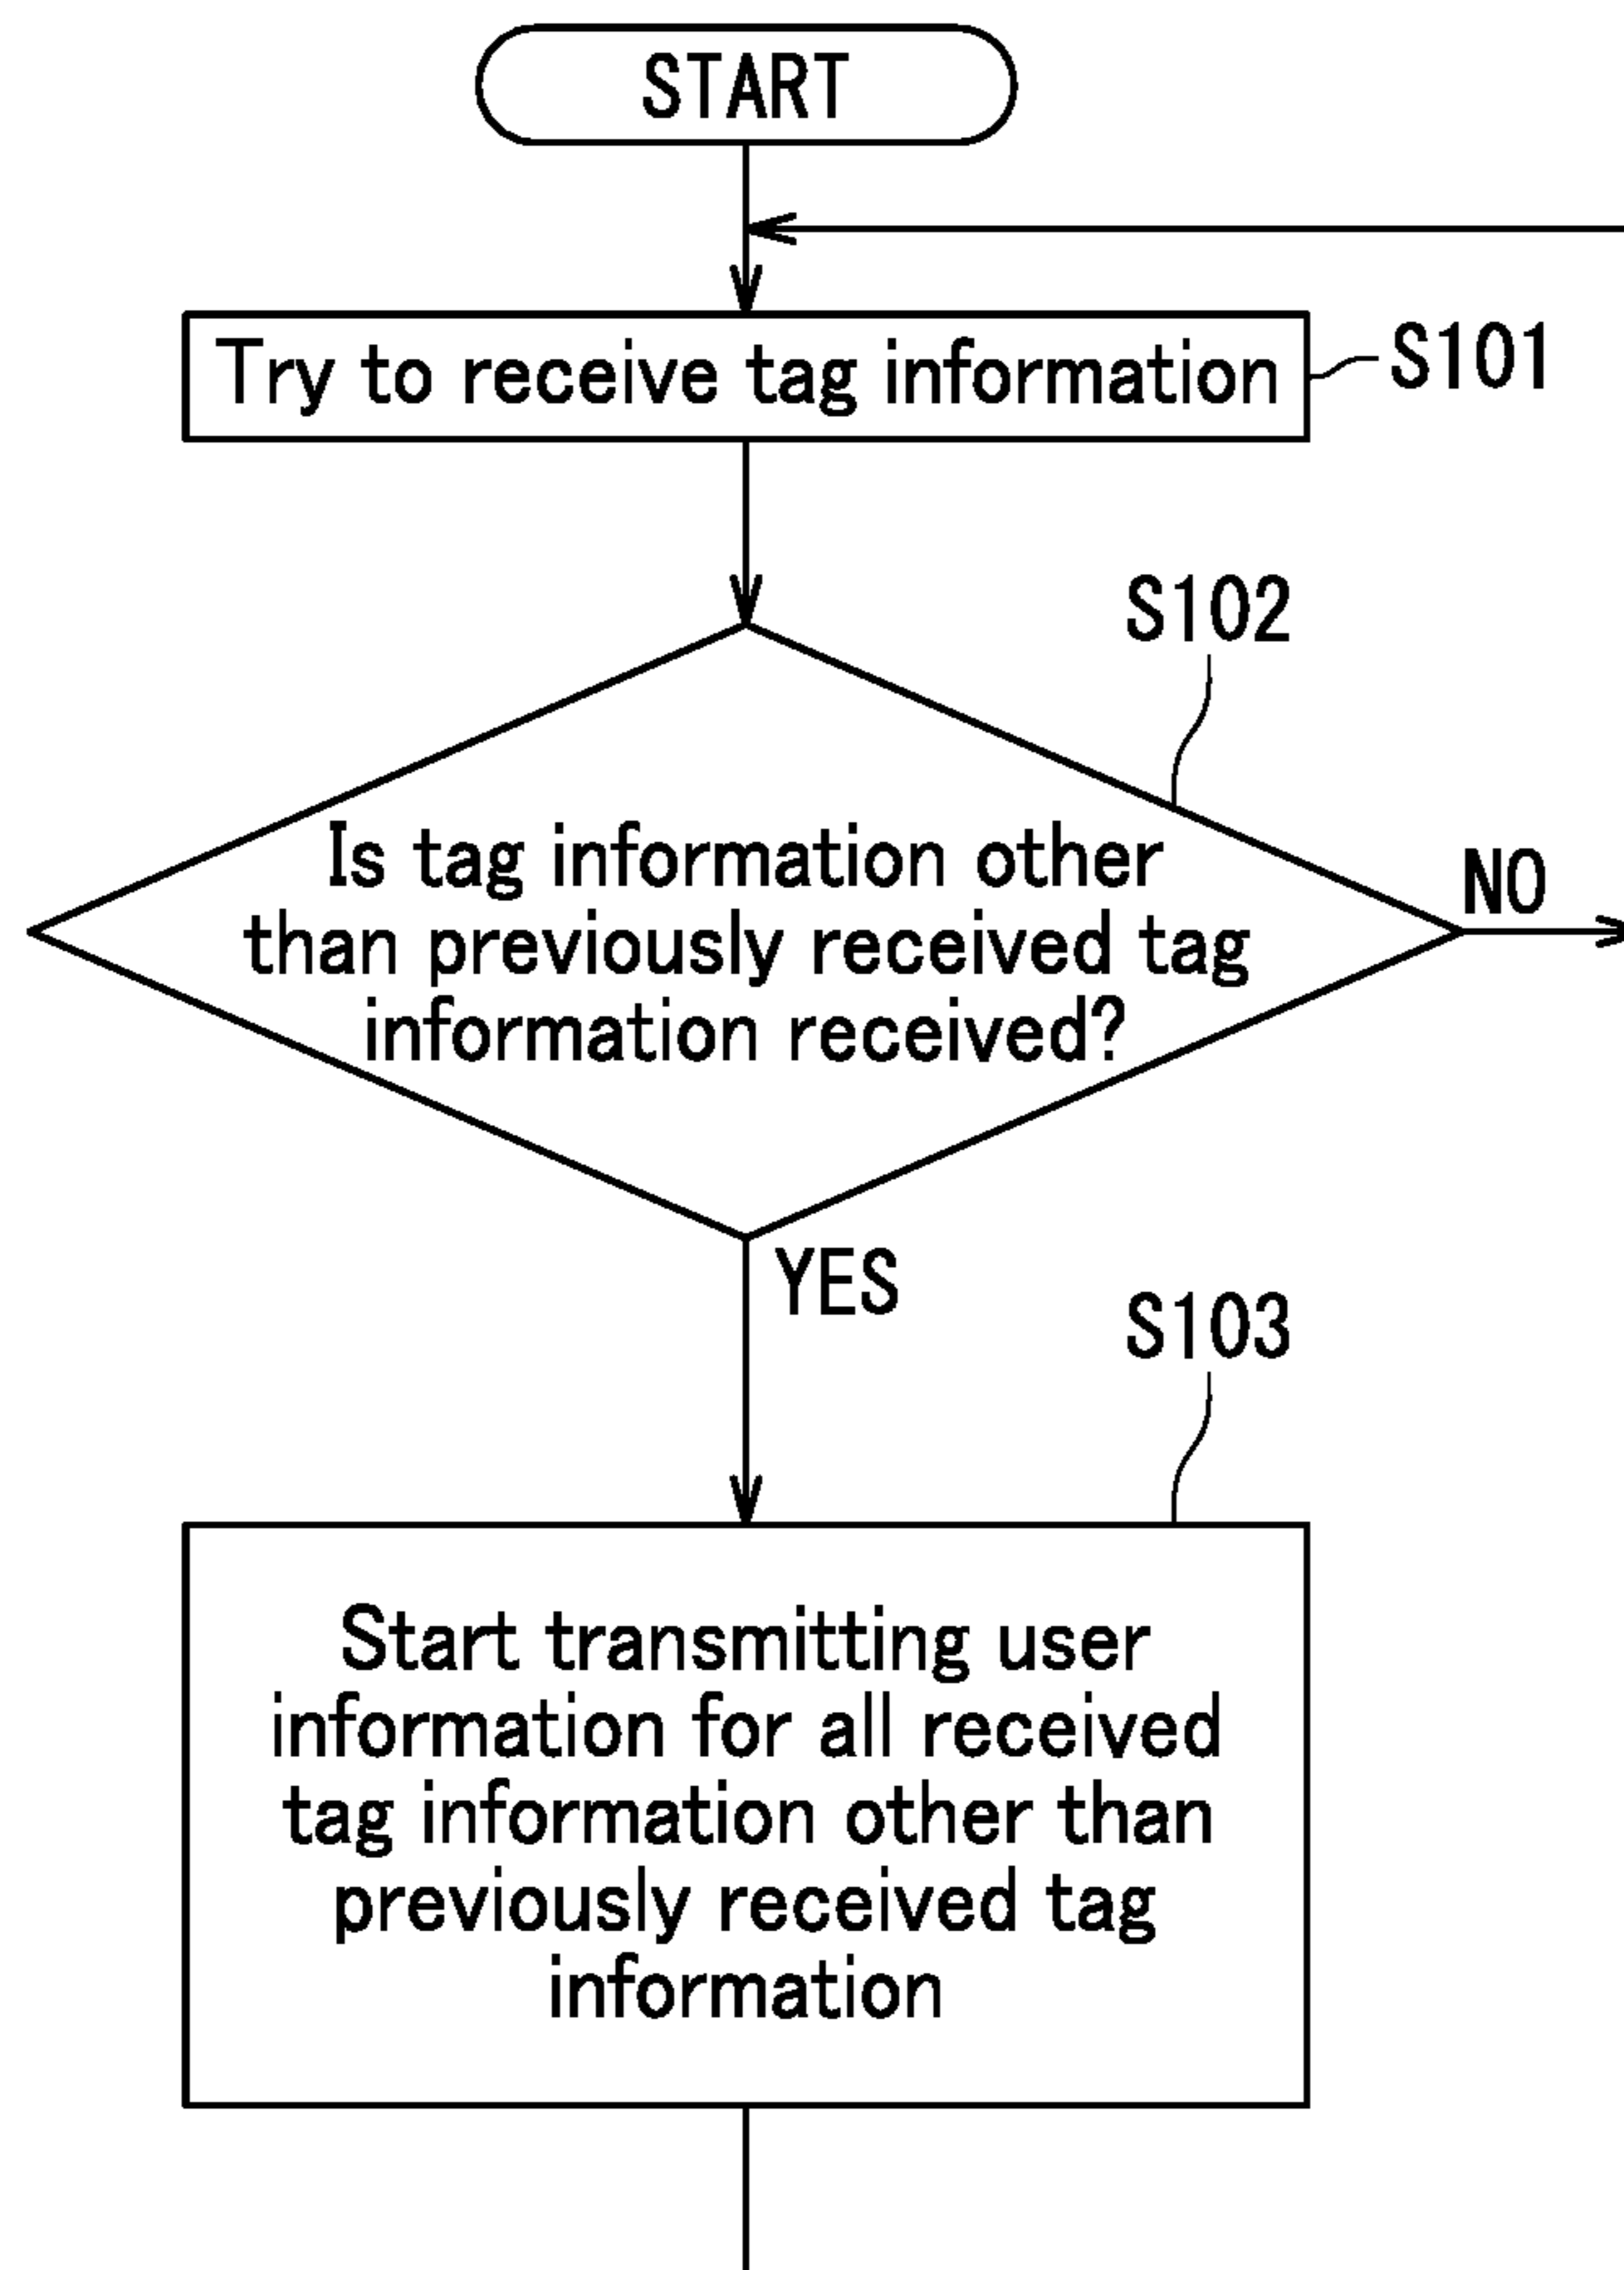 START
Try to receive tag information
S101
S102
Is tag information other
than previously received tag
information received?
NO
YES
S103
Start transmitting user
information for all received
tag information other than
previously received tag
information